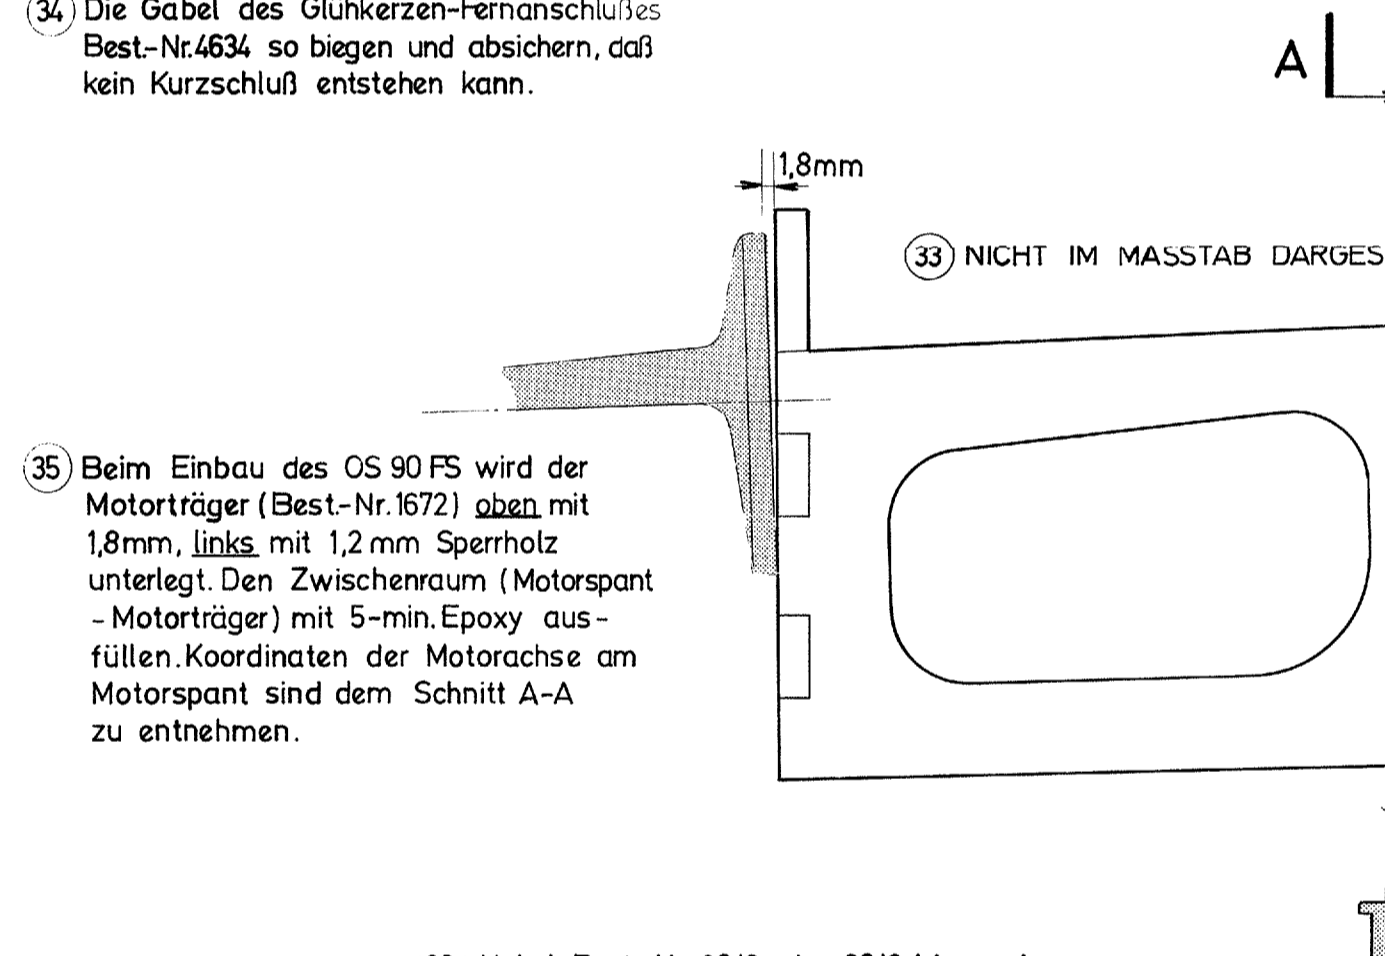 34 Die Gabel des Glühkerzen-Fernanschlußes
Best.-Nr.4634 so biegen und absichern, daß
kein Kurzschluß entstehen kann.
A
1,8mm
33 NICHT IM MASSTAB DARGES
35 Beim Einbau des OS 90 FS wird der
Motorträger (Best.-Nr.1672) oben mit
1,8mm, links mit 1,2mm Sperrholz
unterlegt. Den Zwischenraum (Motorspant
- Motorträger) mit 5-min. Epoxy aus-
füllen. Koordinaten der Motorachse am
Motorspant sind dem Schnitt A-A
zu entnehmen.